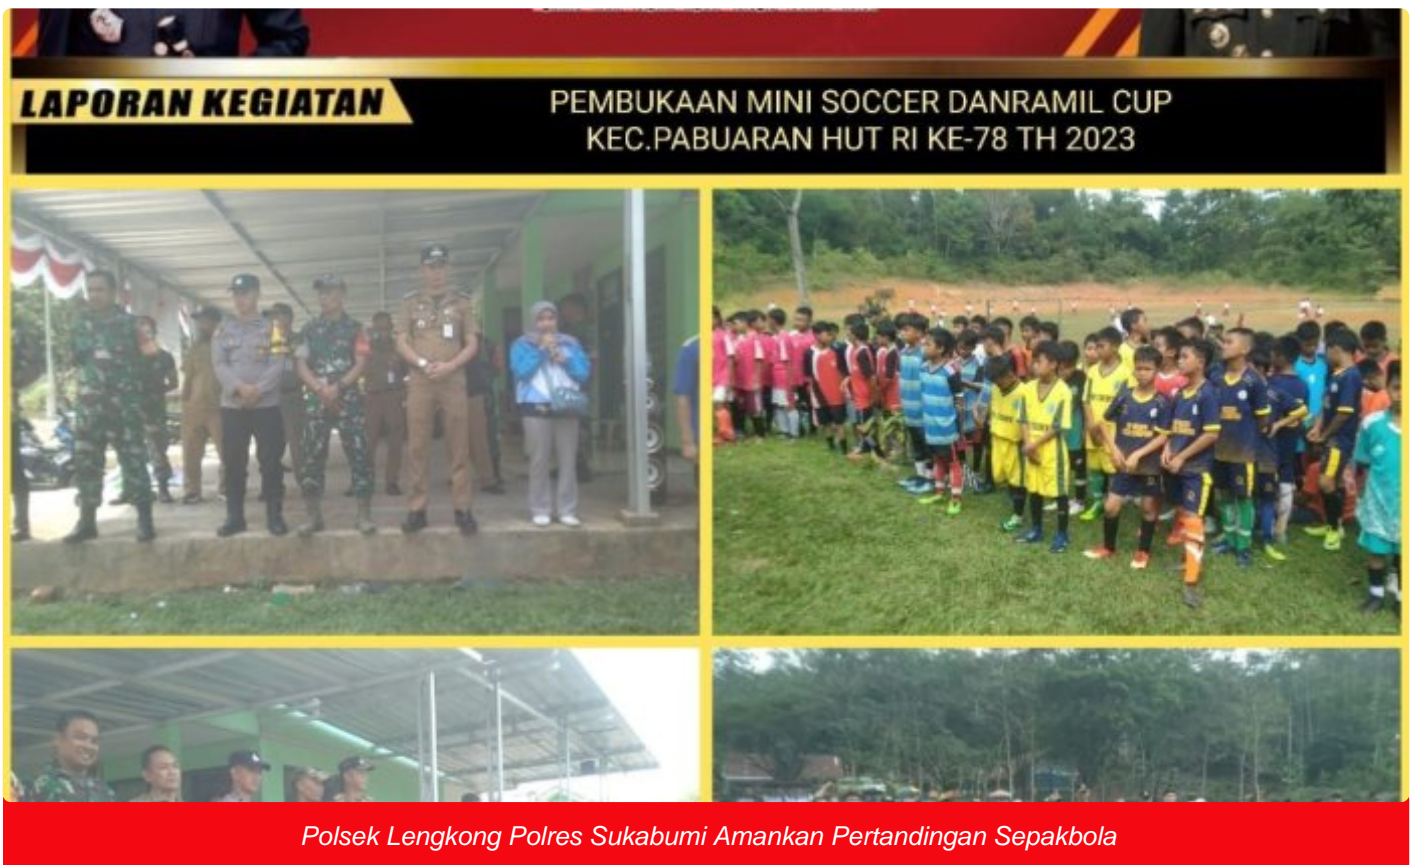 LAPORAN KEGIATAN
PEMBUKAAN MINI SOCCER DANRAMIL CUP
KEC.PABUARAN HUT RI KE-78 TH 2023
Polsek Lengkong Polres Sukabumi Amankan Pertandingan Sepakbola